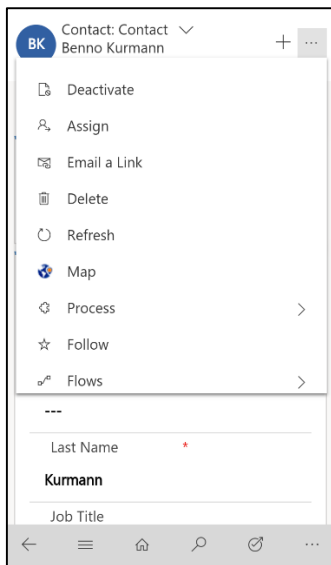 BK
Contact: Contact
Benno Kurmann
Deactivate
Assign
Email a Link
Delete
Refresh
Map
Process
Follow
Flows
---
Last Name *
Kurmann
Job Title